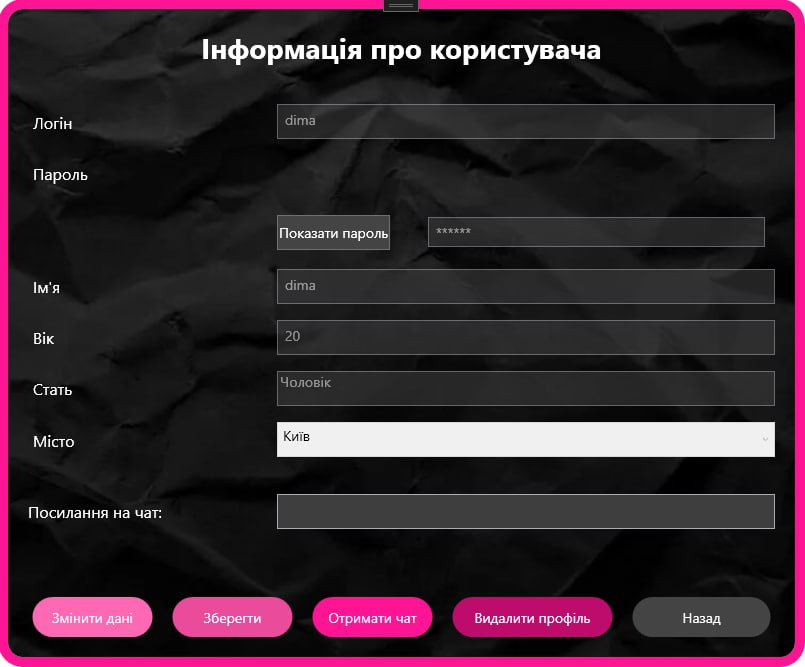 Інформація про користувача
Логін
dima
Пароль
Показати пароль
******
Ім'я
dima
Вік
20
Стать
Чоловік
Місто
Київ
Посилання на чат:
Змінити дані
Зберегти
Отримати чат
Видалити профіль
Назад